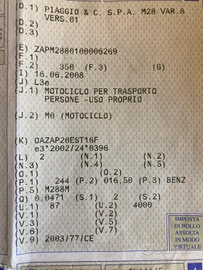 (D.1) PIAGGIO & C. S.P.A. M28 VAR.B
(D.2) VERS.01
(D.3)
(E) ZAPM2880100006269
(F.1)
(F.2) 350 (F.3) (G)
(I) 16.06.2008
(J) L3e
(J.1) MOTOCICLO PER TRASPORTO
PERSONE -USO PROPRIO
(J.2) M0 (MOTOCICLO)
(K) OAZAP20EST16F
e3*2002/24*0396
(L) 2 (N.1) (N.2)
(N.3) (N.4) (N.5)
(O.1) (O.2)
(P.1) 244 (P.2) 016.50 (P.3) BENZ
(P.5) M288M
(Q) 0.0471 (S.1) 2 (S.2)
(U.1) 87 (U.2) 4000
(V.1) (V.2)
(V.3) (V.5)
(V.6) (V.7)
(V.9) 2003/77/CE
IMPOSTA
DI BOLLO
ASSOLTA
IN MODO
VIRTUALE